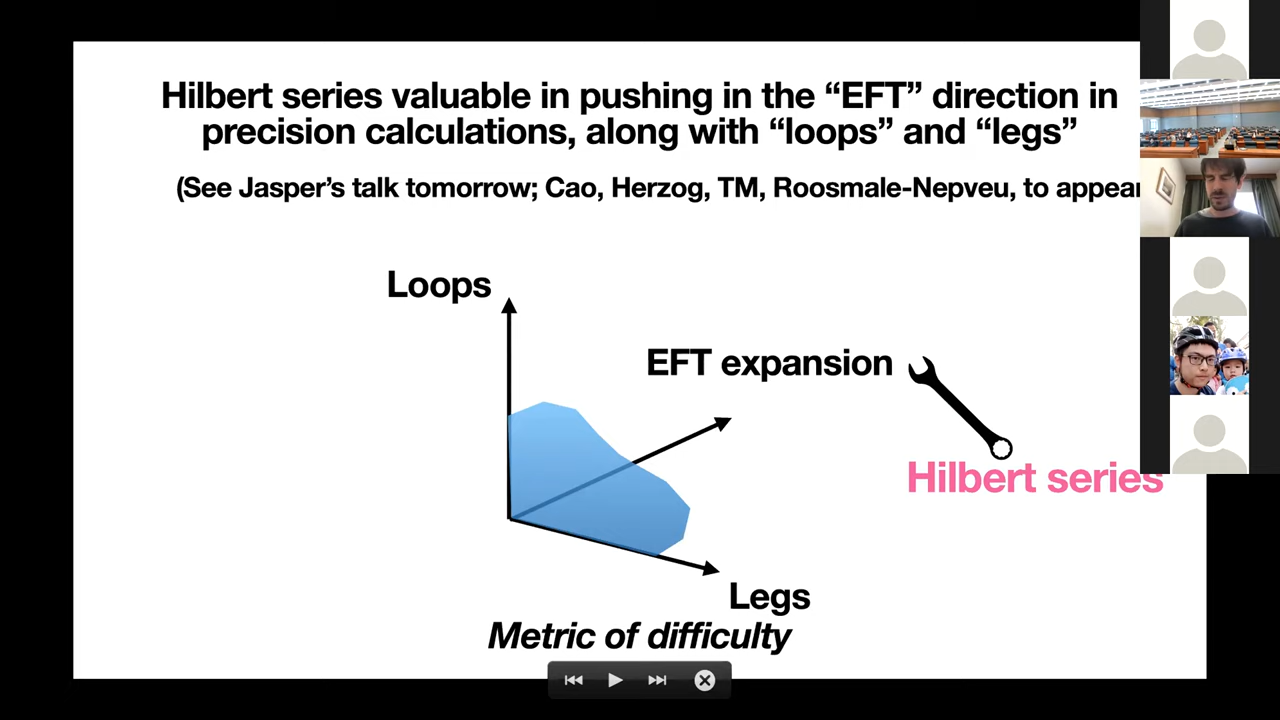 Hilbert series valuable in pushing in the “EFT” direction in
precision calculations, along with “loops” and “legs”
(See Jasper’s talk tomorrow; Cao, Herzog, TM, Roosmale-Nepveu, to appear
Loops
EFT expansion
Hilbert series
Legs
Metric of difficulty